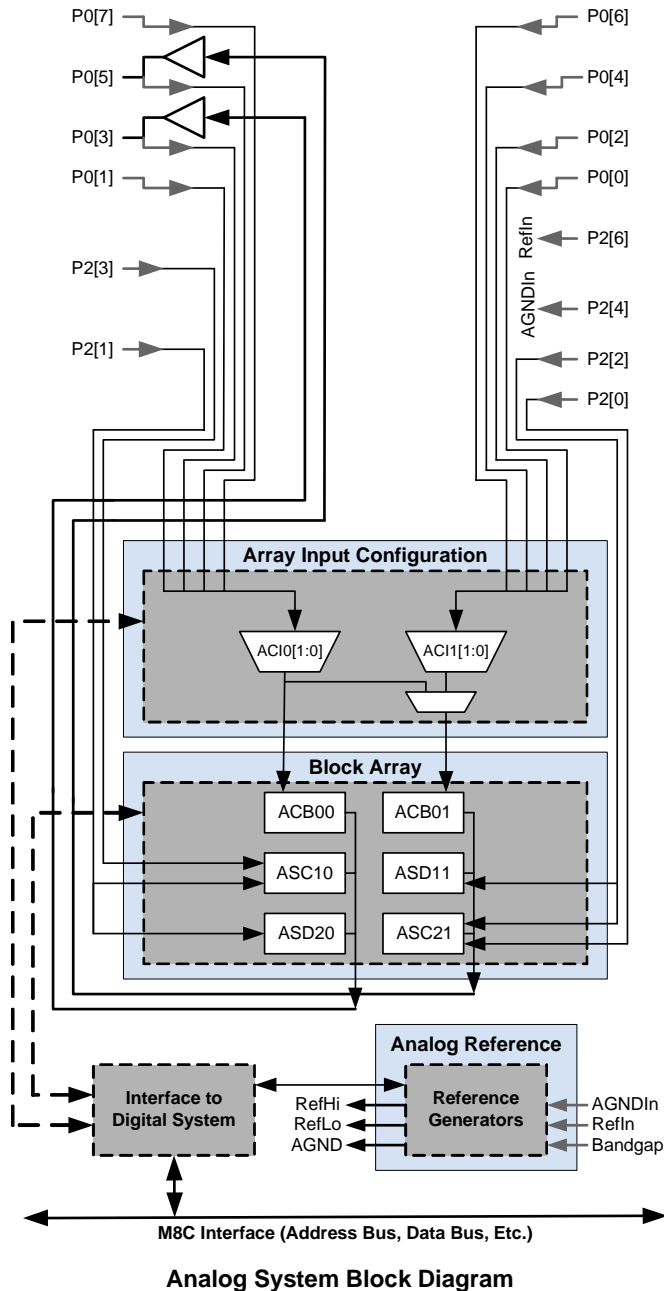 P0[7]
P0[6]
P0[5]
P0[4]
P0[3]
P0[2]
P0[1]
P0[0]
RefIn
P2[6]
P2[3]
AGNDIn
P2[4]
P2[1]
P2[2]
P2[0]
Array Input Configuration
ACI0[1:0]
ACI1[1:0]
Block Array
ACB00
ACB01
ASC10
ASD11
ASD20
ASC21
Analog Reference
Interface to
Digital System
Reference
Generators
RefHi
RefLo
AGND
AGNDIn
RefIn
Bandgap
M8C Interface (Address Bus, Data Bus, Etc.)
Analog System Block Diagram